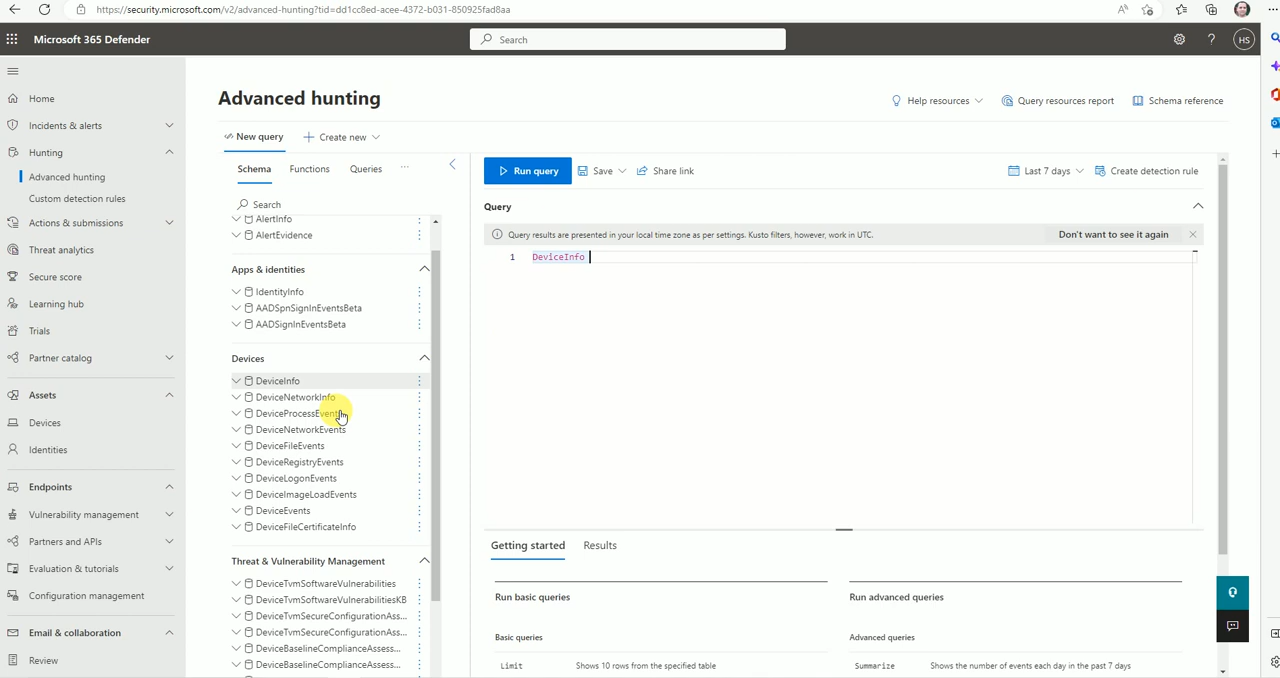 https://security.microsoft.com/v2/advanced-hunting?tid=dd1cc8ed-acee-4372-b031-850925fad8aa
Microsoft 365 Defender
Search
HS
Home
Incidents & alerts
Hunting
Advanced hunting
Custom detection rules
Actions & submissions
Threat analytics
Secure score
Learning hub
Trials
Partner catalog
Assets
Devices
Identities
Endpoints
Vulnerability management
Partners and APIs
Evaluation & tutorials
Configuration management
Email & collaboration
Review
Advanced hunting
Help resources
Query resources report
Schema reference
New query
Create new
Schema
Functions
Queries
...
Search
AlertInfo
AlertEvidence
Apps & identities
IdentityInfo
AADSpnSignInEventsBeta
AADSignInEventsBeta
Devices
DeviceInfo
DeviceNetworkInfo
DeviceProcessEvents
DeviceNetworkEvents
DeviceFileEvents
DeviceRegistryEvents
DeviceLogonEvents
DeviceImageLoadEvents
DeviceEvents
DeviceFileCertificateInfo
Threat & Vulnerability Management
DeviceTvmSoftwareVulnerabilities
DeviceTvmSoftwareVulnerabilitiesKB
DeviceTvmSecureConfigurationAss...
DeviceTvmSecureConfigurationAss...
DeviceBaselineComplianceAssess...
DeviceBaselineComplianceAssess...
Run query
Save
Share link
Last 7 days
Create detection rule
Query
Query results are presented in your local time zone as per settings. Kusto filters, however, work in UTC.
Don't want to see it again
1 DeviceInfo
Getting started
Results
Run basic queries
Run advanced queries
Basic queries
Advanced queries
Limit Shows 10 rows from the specified table
Summarize Shows the number of events each day in the past 7 days